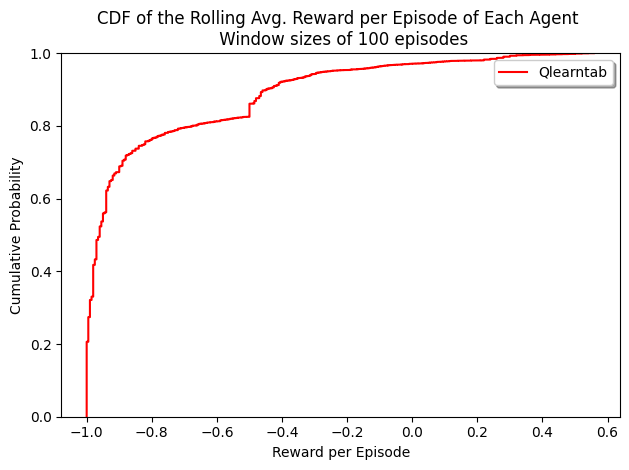 CDF of the Rolling Avg. Reward per Episode of Each Agent
Window sizes of 100 episodes
Qlearntab
Cumulative Probability
1.0
0.8
0.6
0.4
0.2
0.0
−1.0 −0.8 −0.6 −0.4 −0.2 0.0 0.2 0.4 0.6
Reward per Episode